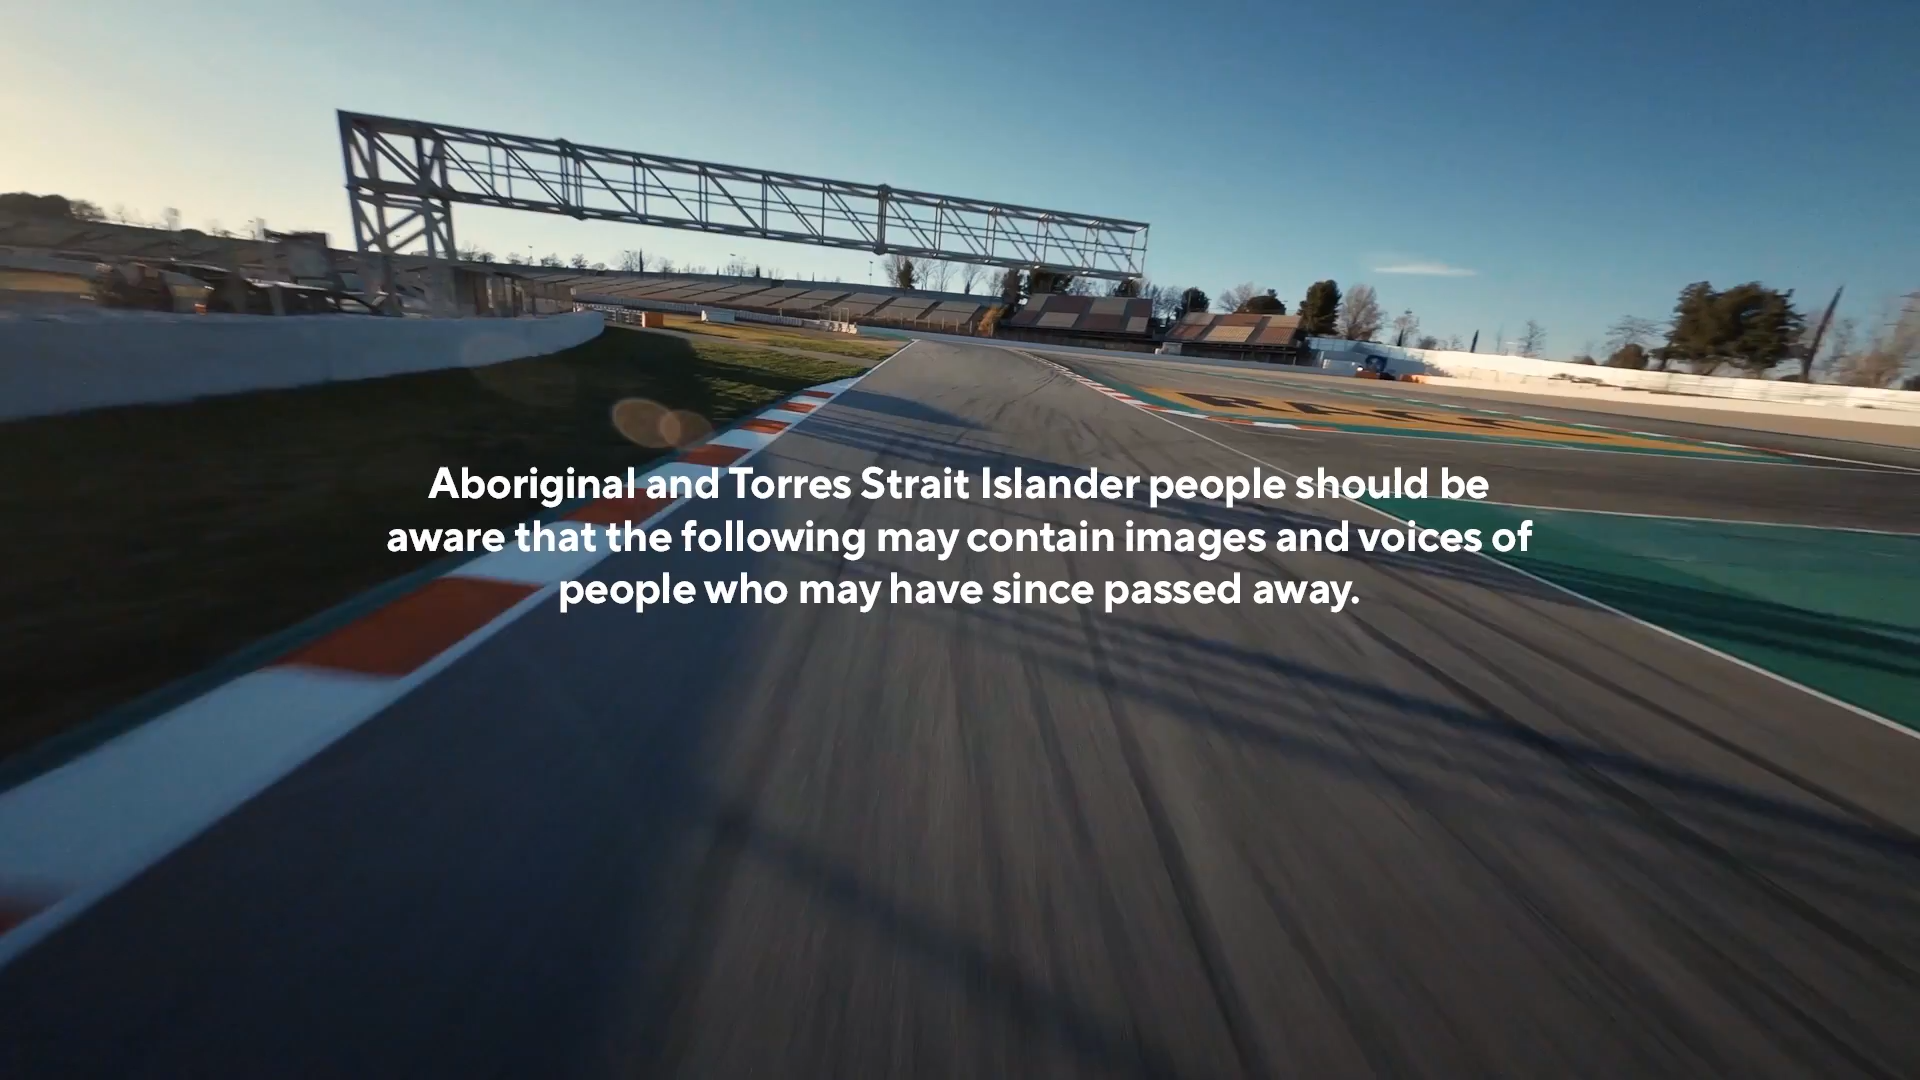 Aboriginal and Torres Strait Islander people should be
aware that the following may contain images and voices of
people who may have since passed away.